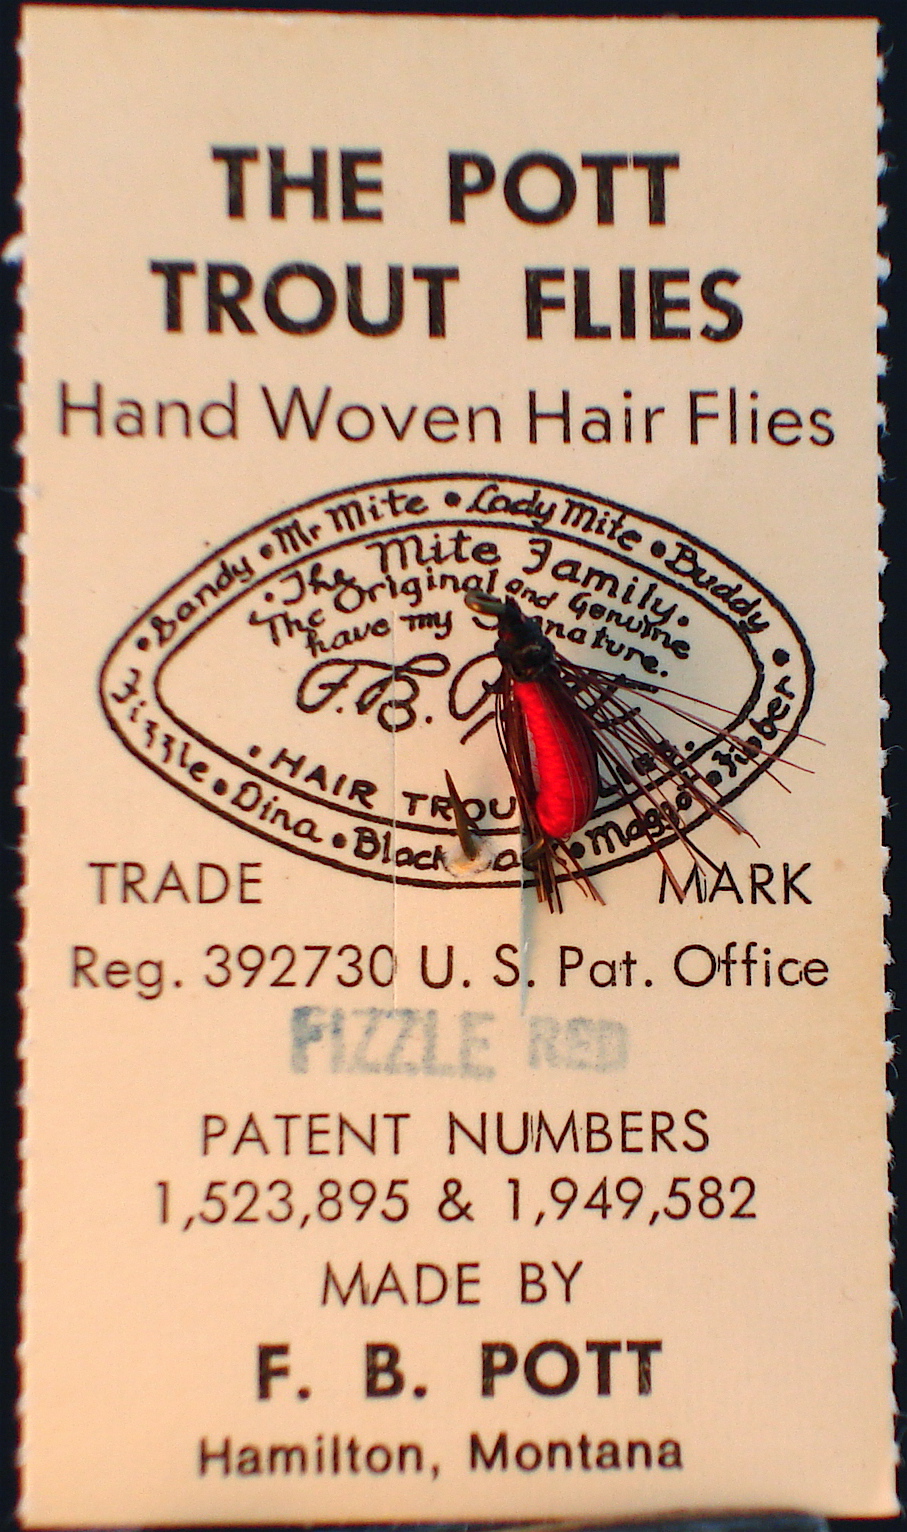 THE POTT
TROUT FLIES
Hand Woven Hair Flies
•Sandy•Mr Mite•Lady Mite•Buddy•
•The Mite Family•
The Original and Genuine
have my
F.B.
•HAIR
Fizzle•Dina•Black
TRADE MARK
Reg. 392730 U. S. Pat. Office
FIZZLE RED
PATENT NUMBERS
1,523,895 & 1,949,582
MADE BY
F. B. POTT
Hamilton, Montana